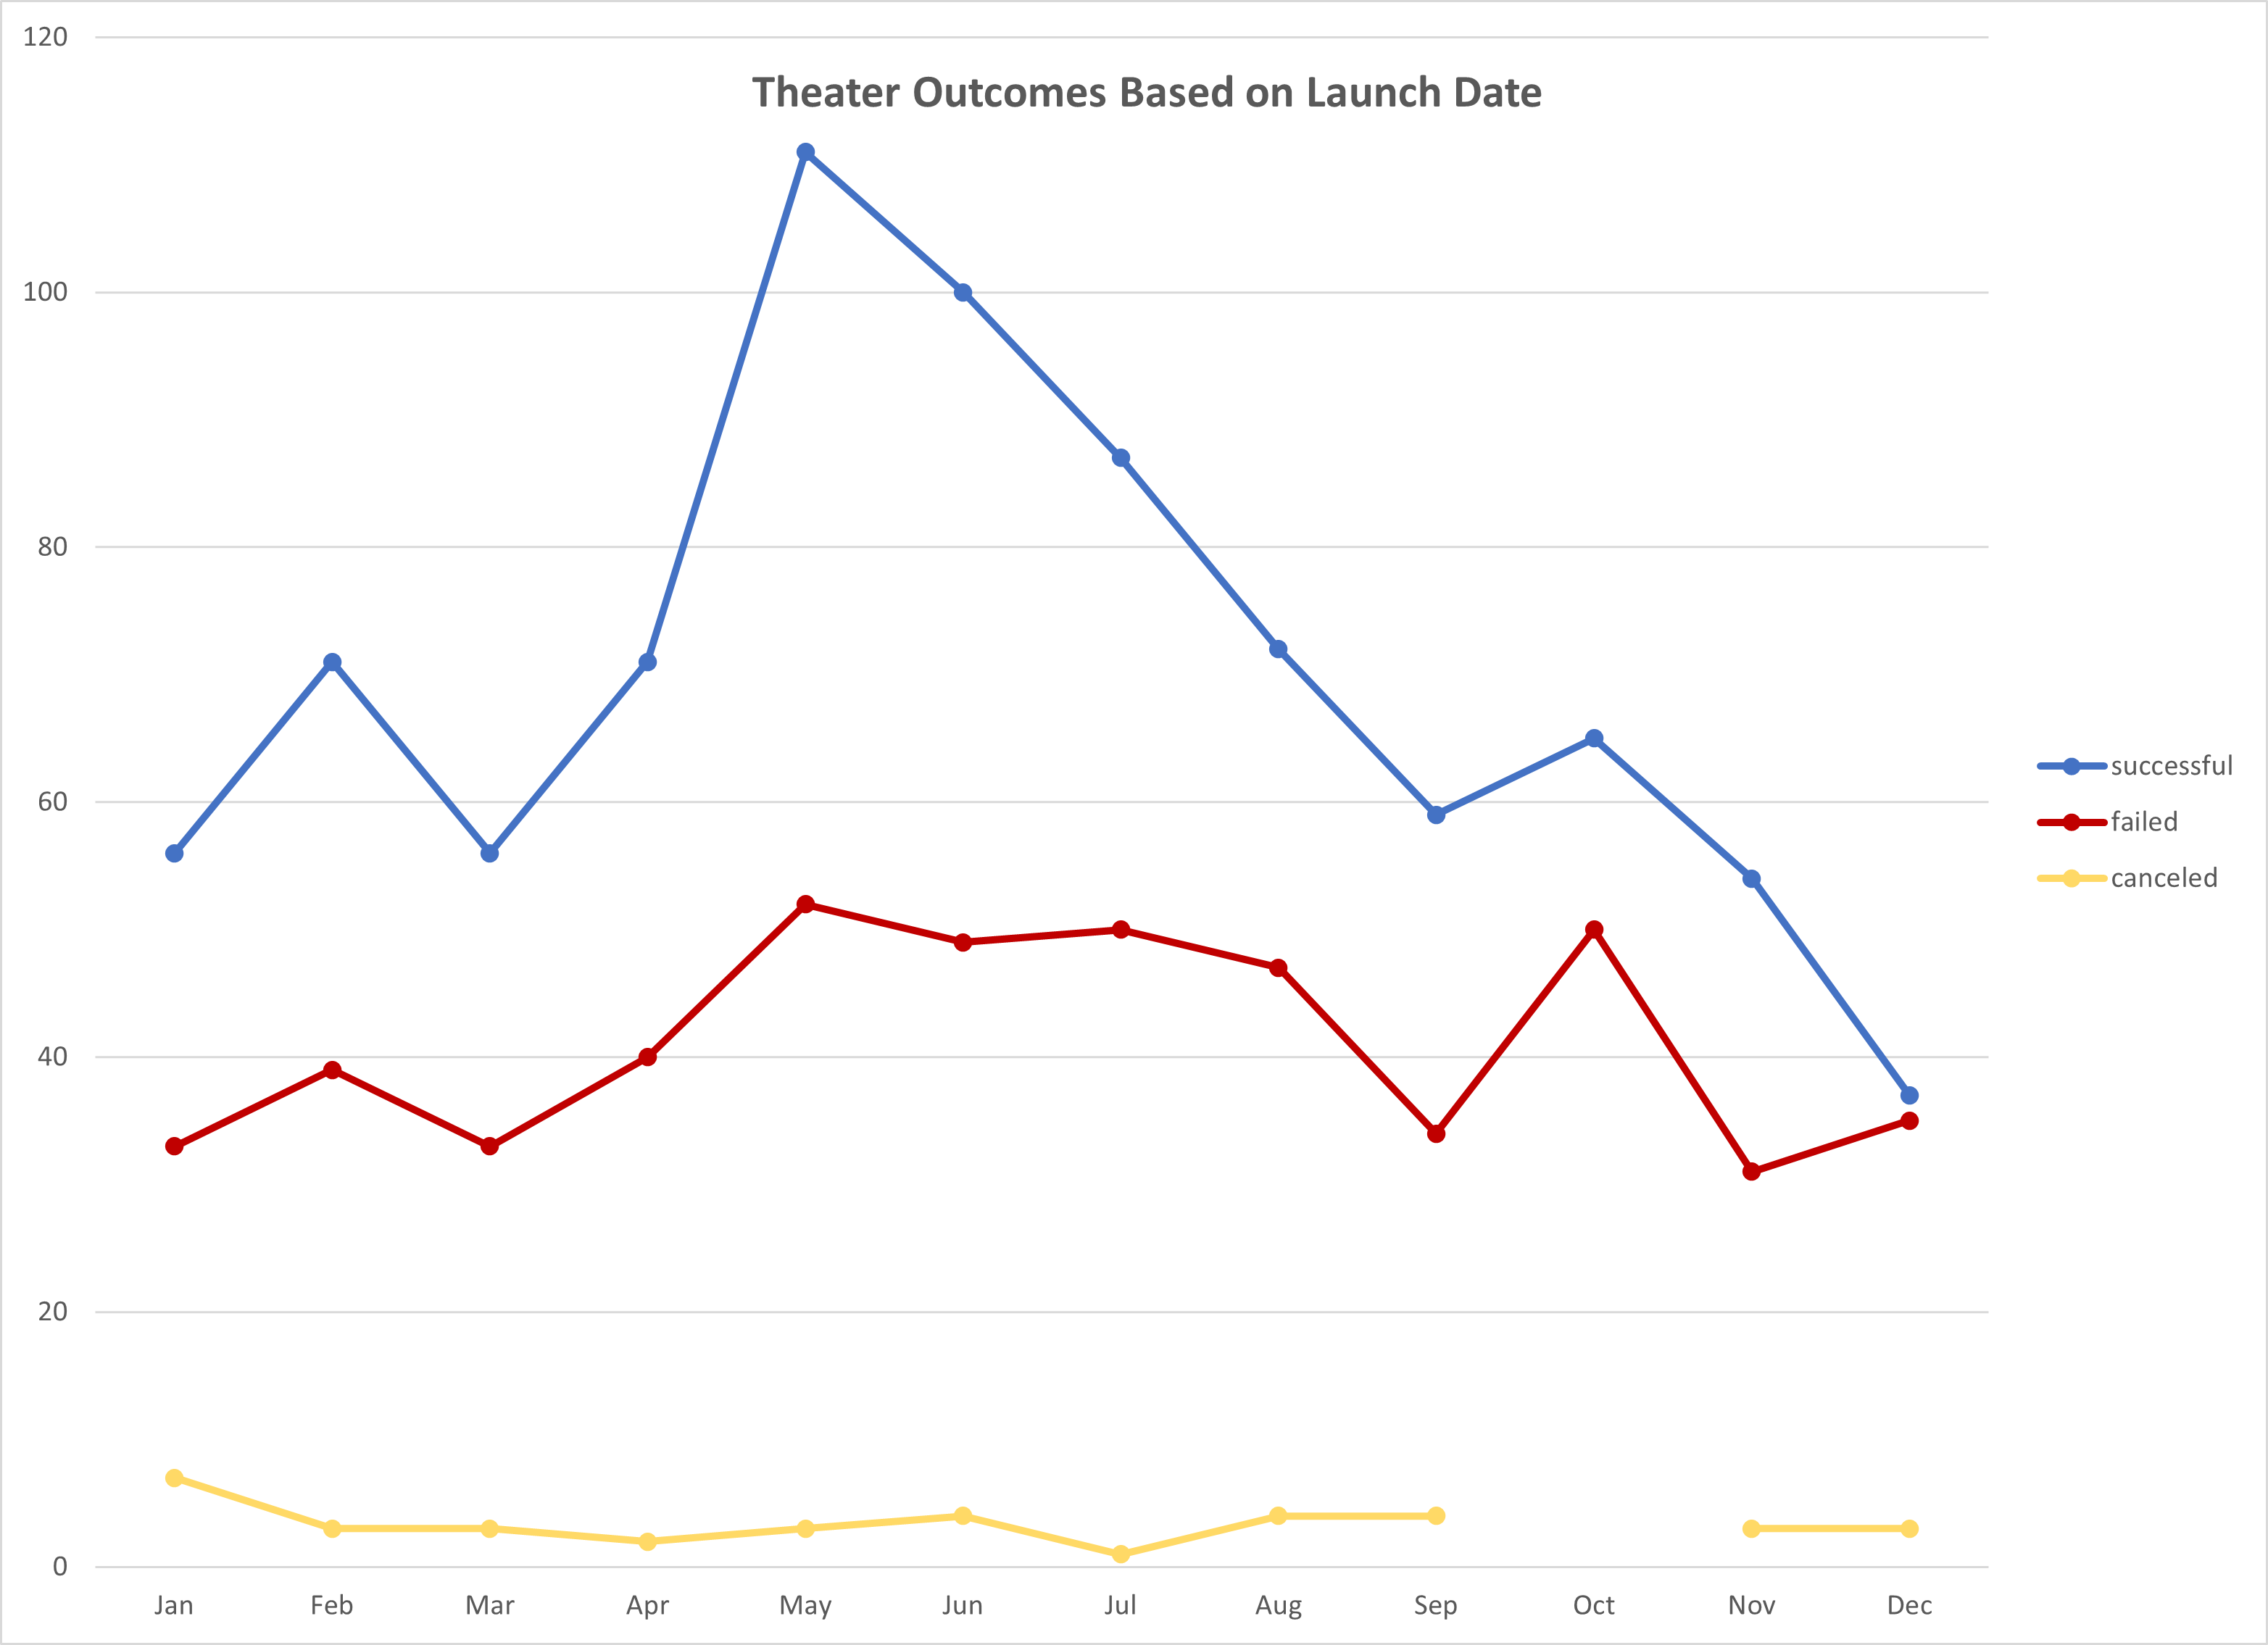 Theater Outcomes Based on Launch Date
120
100
80
60
40
20
0
Jan Feb Mar Apr May Jun Jul Aug Sep Oct Nov Dec
successful
failed
canceled